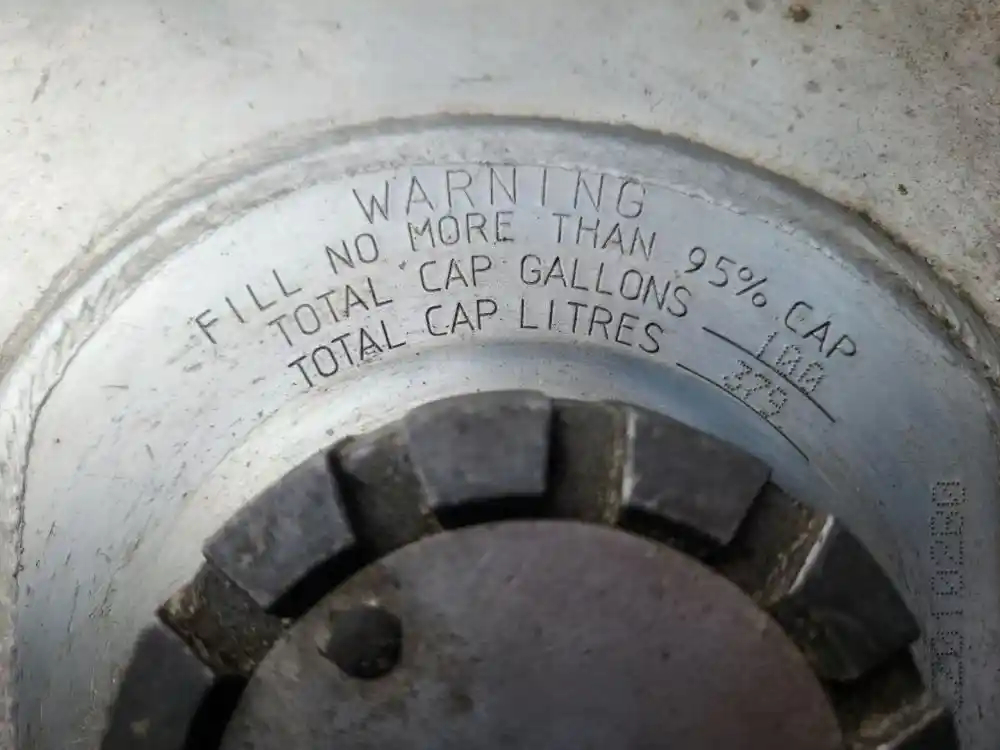 WARNING
FILL NO MORE THAN 95% CAP
TOTAL CAP GALLONS 100
TOTAL CAP LITRES 379